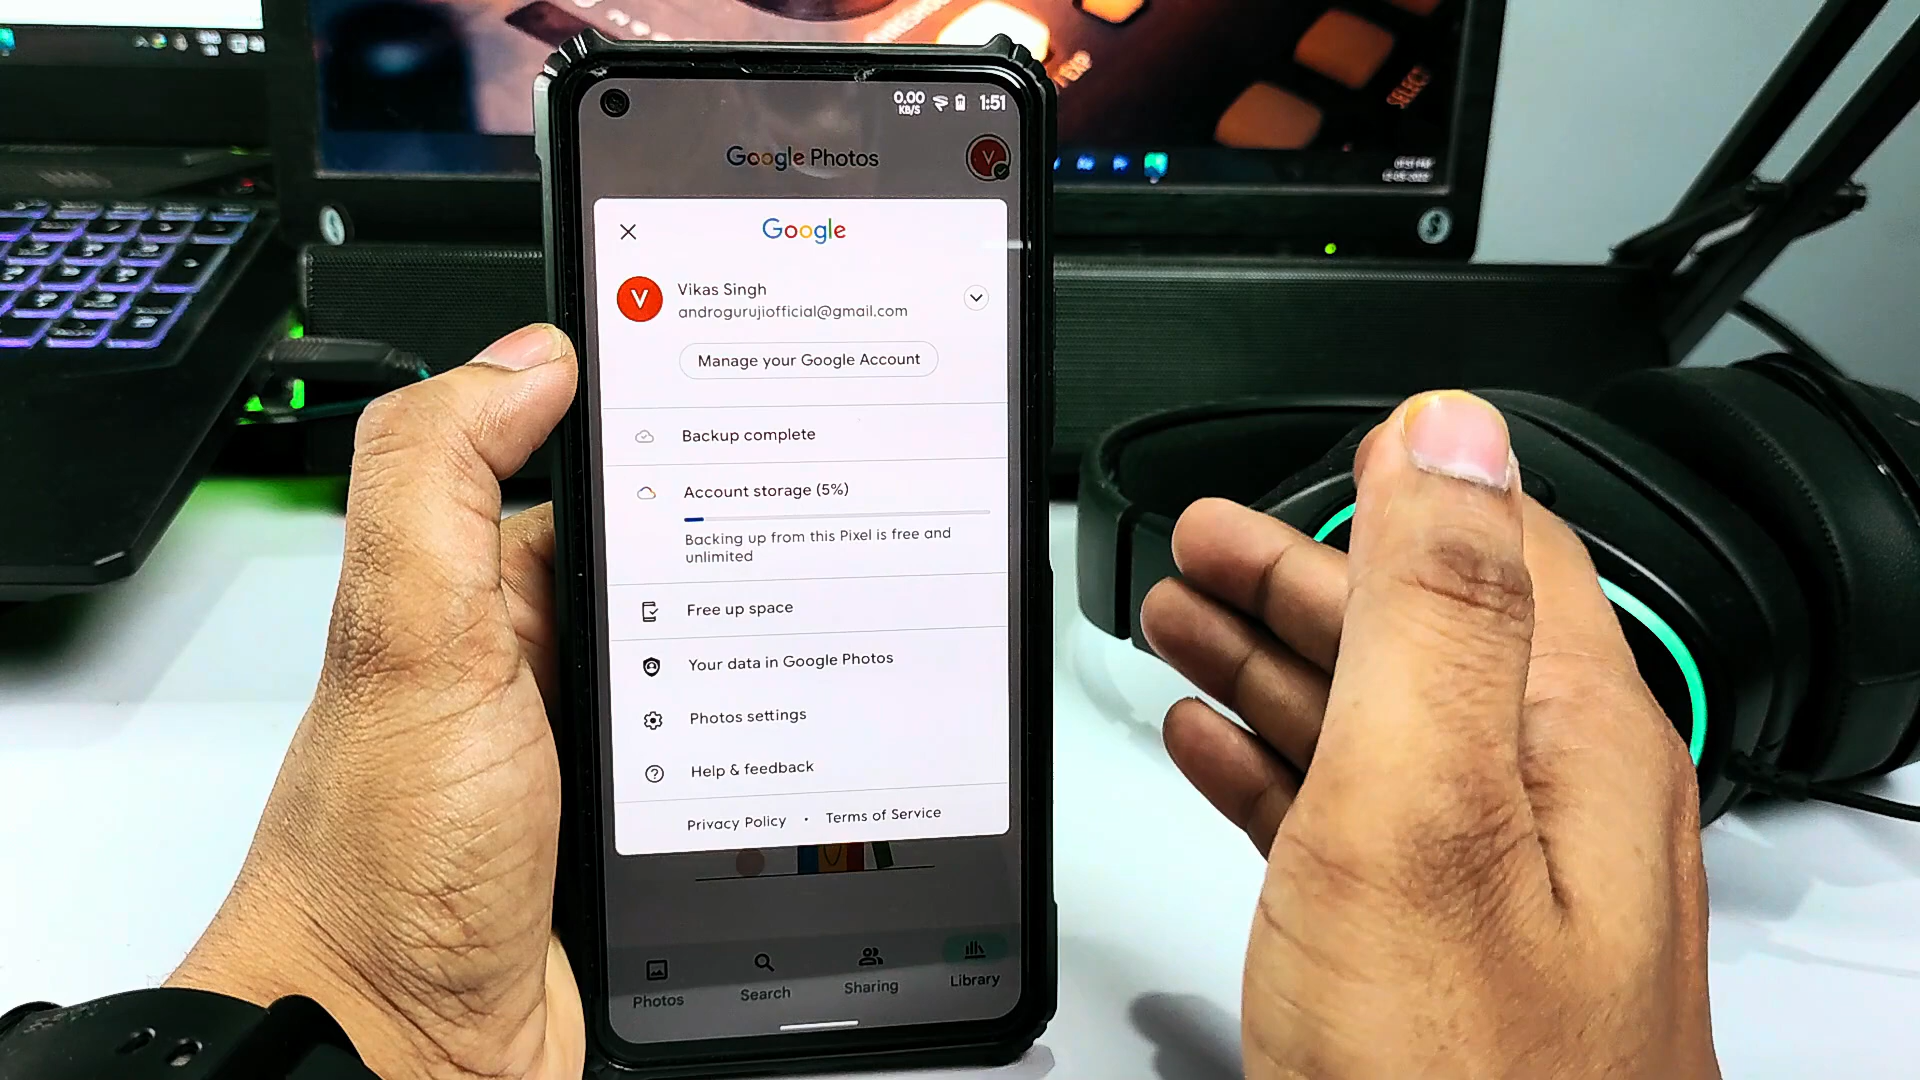 SELECT
0.00
KB/S
1:51
Google Photos
V
Google
V
Vikas Singh
androgurujiofficial@gmail.com
Manage your Google Account
Backup complete
Account storage (5%)
Backing up from this Pixel is free and
unlimited
Free up space
Your data in Google Photos
Photos settings
Help & feedback
Privacy Policy • Terms of Service
Photos
Search
Sharing
Library